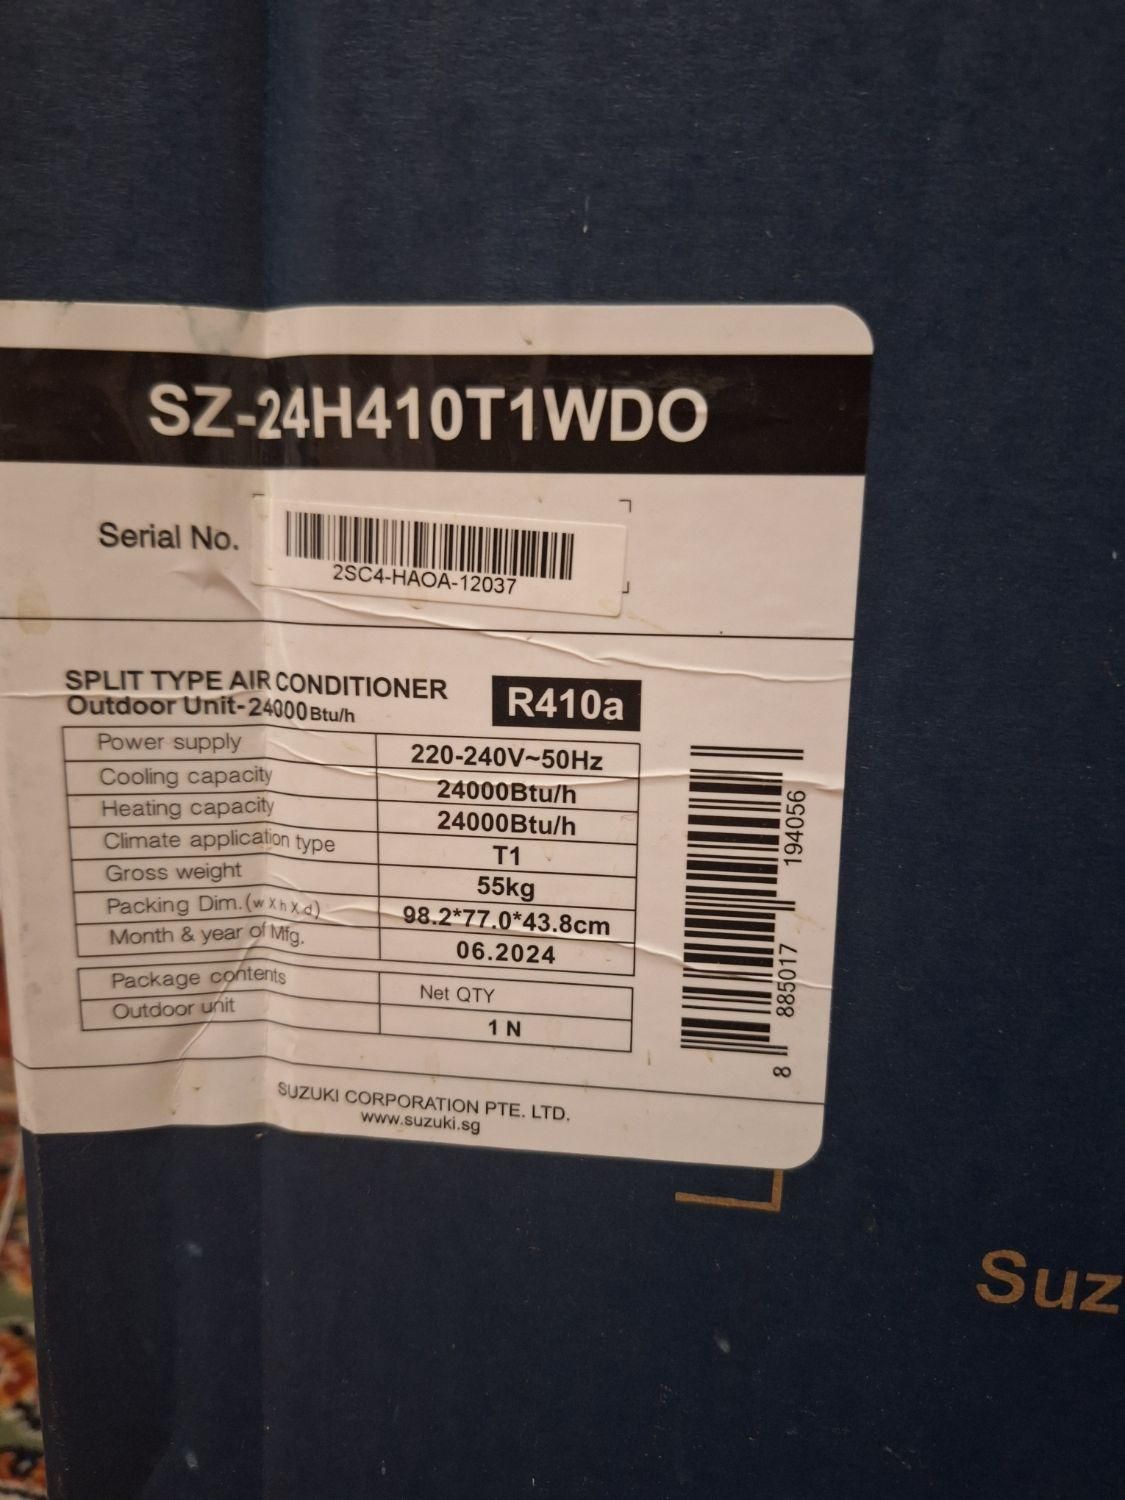 SZ-24H410T1WDO
Serial No.
2SC4-HAOA-12037
SPLIT TYPE AIR CONDITIONER
Outdoor Unit-24000Btu/h
R410a
Power supply 220-240V~50Hz
Cooling capacity 24000Btu/h
Heating capacity 24000Btu/h
Climate application type T1
Gross weight 55kg
Packing Dim.(wXhXd) 98.2*77.0*43.8cm
Month & year of Mfg. 06.2024
Package contents Net QTY
Outdoor unit 1 N
8 885017 194056
SUZUKI CORPORATION PTE. LTD.
www.suzuki.sg
Suz